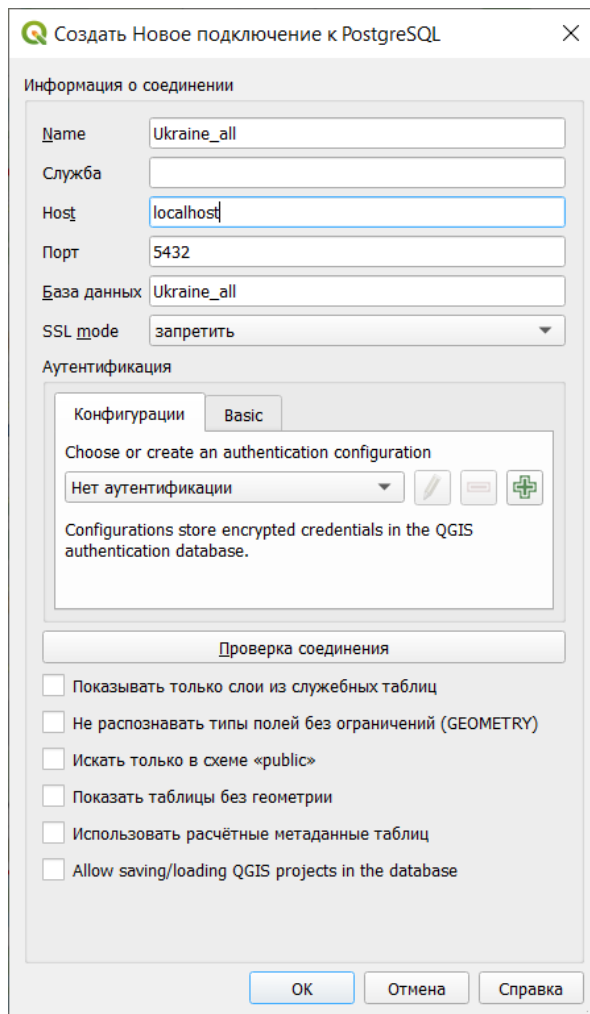 Создать Новое подключение к PostgreSQL
Информация о соединении
Name Ukraine_all
Служба
Host localhost
Порт 5432
База данных Ukraine_all
SSL mode запретить
Аутентификация
Конфигурации Basic
Choose or create an authentication configuration
Нет аутентификации
Configurations store encrypted credentials in the QGIS
authentication database.
Проверка соединения
Показывать только слои из служебных таблиц
Не распознавать типы полей без ограничений (GEOMETRY)
Искать только в схеме «public»
Показать таблицы без геометрии
Использовать расчётные метаданные таблиц
Allow saving/loading QGIS projects in the database
OK Отмена Справка